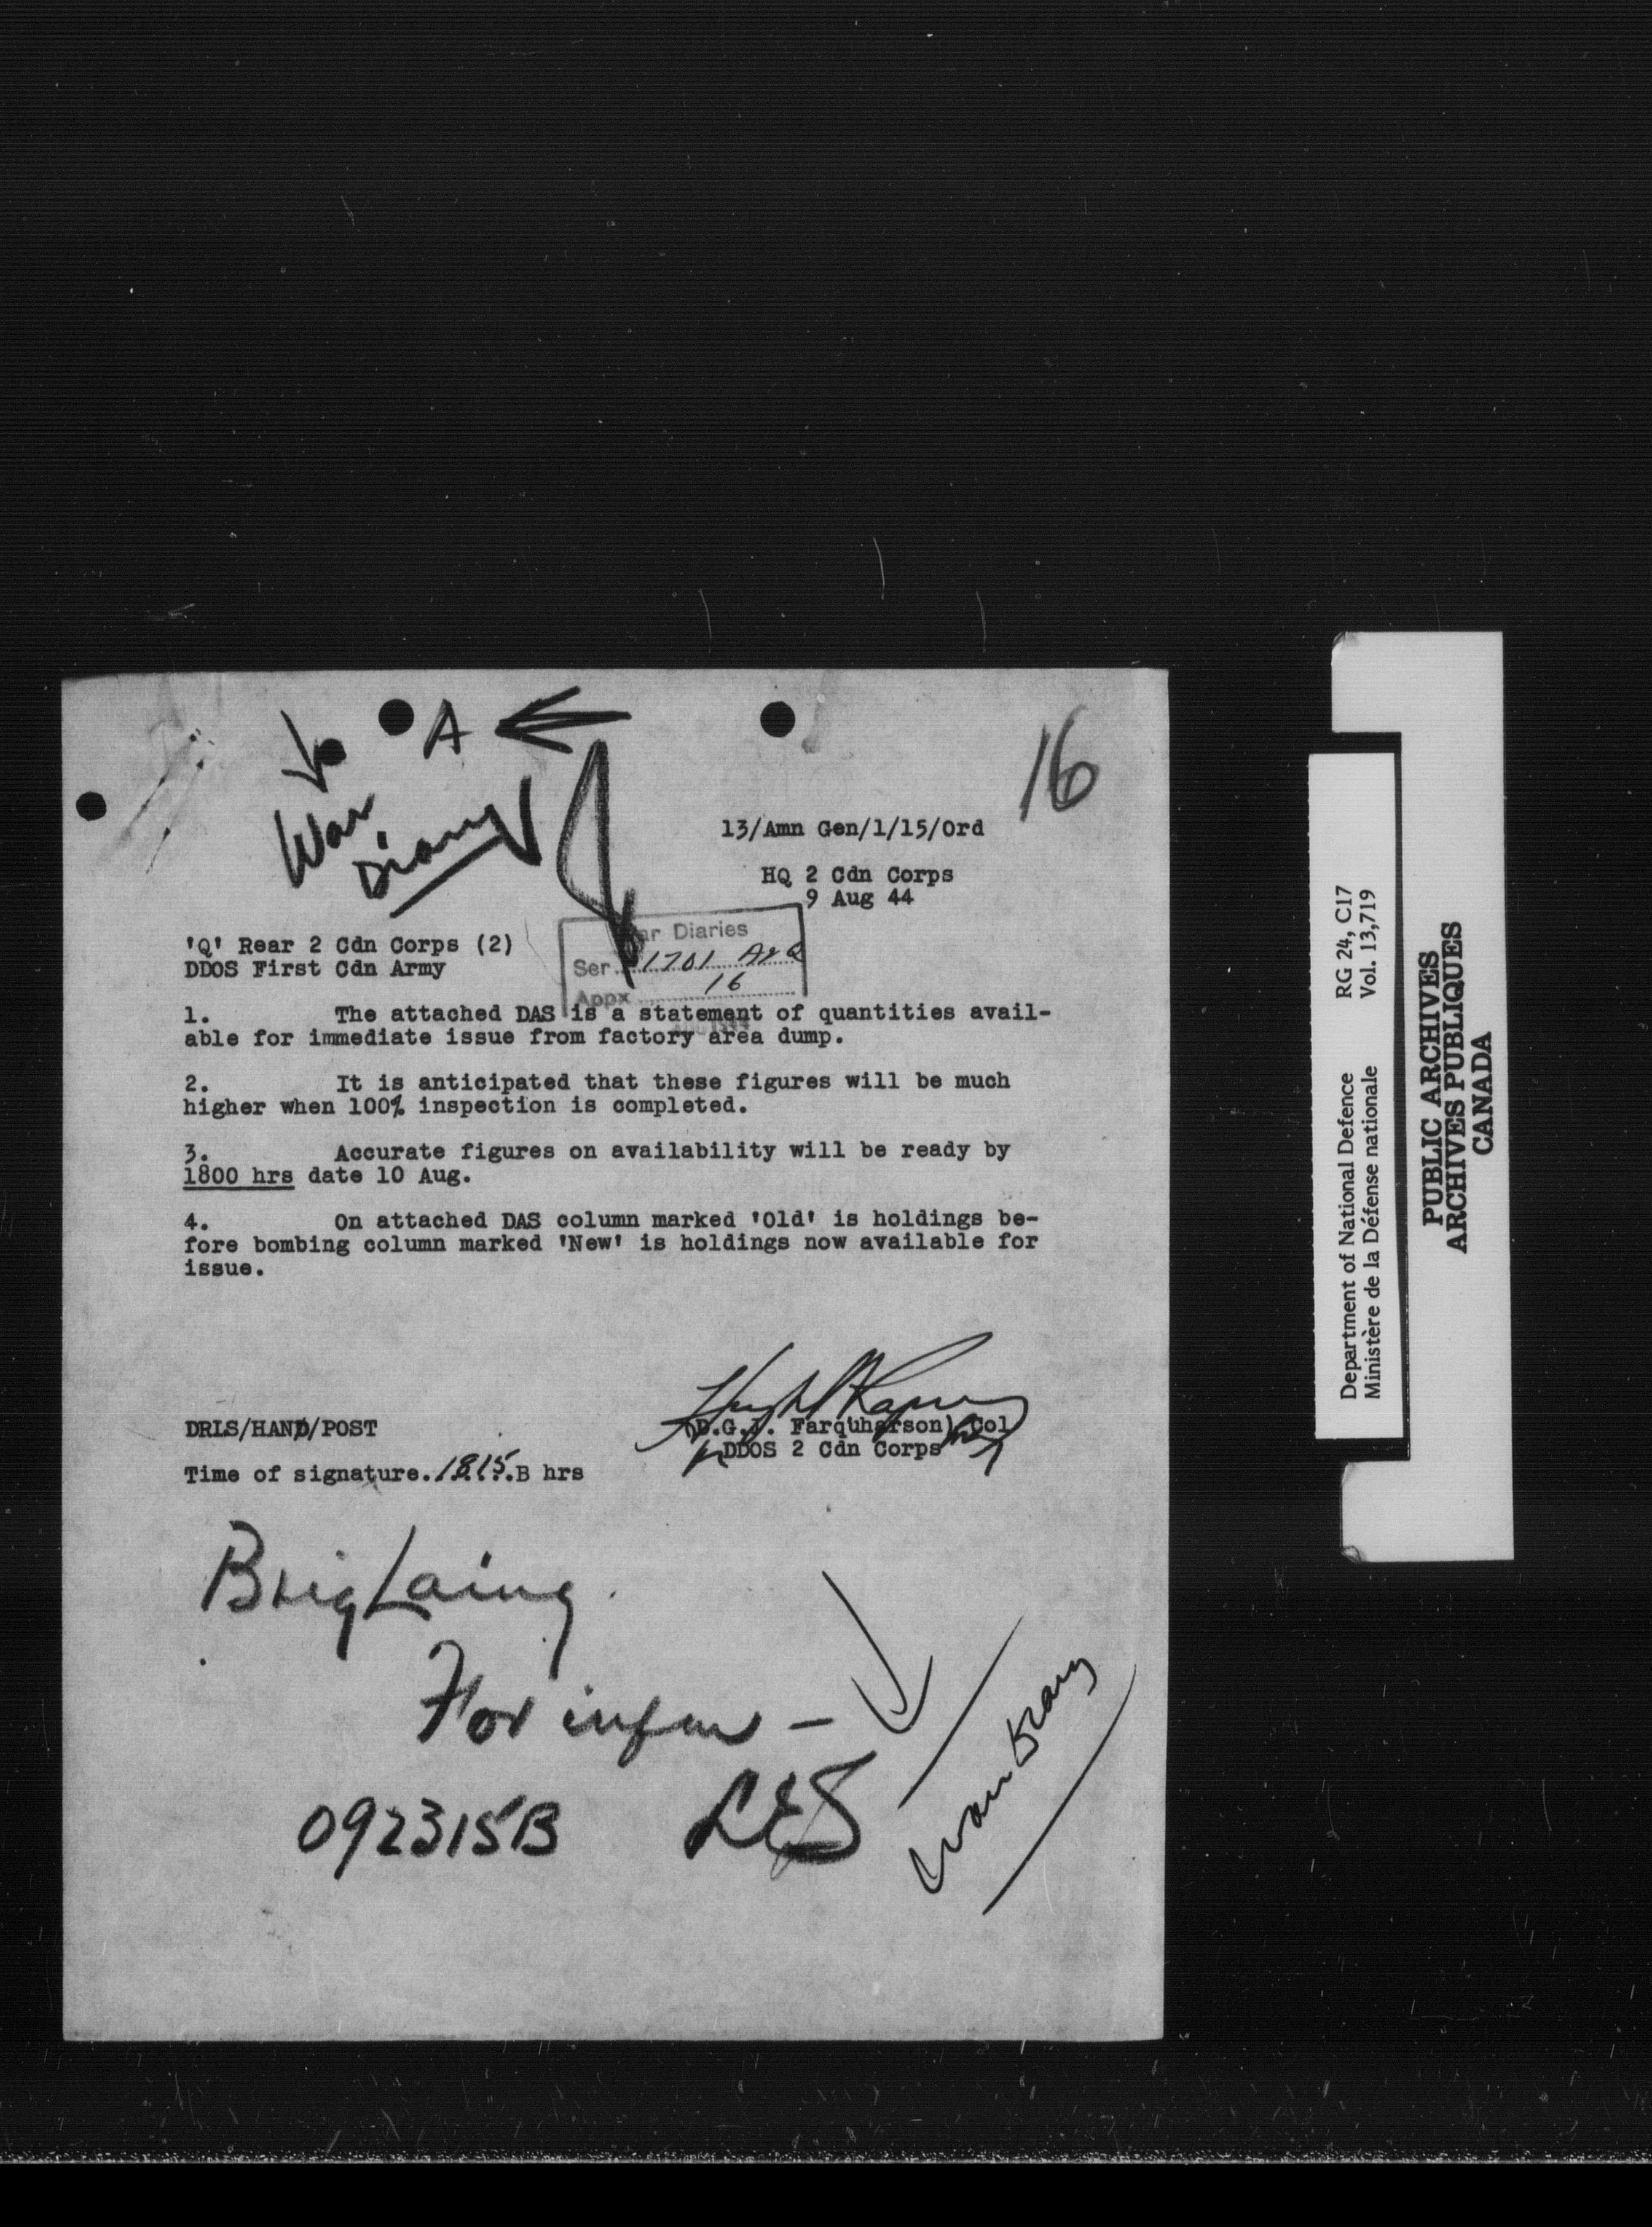 A
16
War
Diary
13/Amn Gen/1/15/Ord
HQ 2 Cdn Corps
9 Aug 44
War Diaries
Ser 1701 A&Q
Appx 16
'Q' Rear 2 Cdn Corps (2)
DDOS First Cdn Army
1. The attached DAS is a statement of quantities avail-
able for immediate issue from factory area dump.
2. It is anticipated that these figures will be much
higher when 100% inspection is completed.
3. Accurate figures on availability will be ready by
1800 hrs date 10 Aug.
4. On attached DAS column marked 'Old' is holdings be-
fore bombing column marked 'New' is holdings now available for
issue.
DRLS/HAND/POST
(D.G.J. Farquharson) Col
DDOS 2 Cdn Corps
Time of signature.1815.B hrs
Brig Laing
For infm –
092315B
LES
War Diary
Department of National Defence RG 24, C17
Ministère de la Défense nationale Vol. 13,719
PUBLIC ARCHIVES
ARCHIVES PUBLIQUES
CANADA